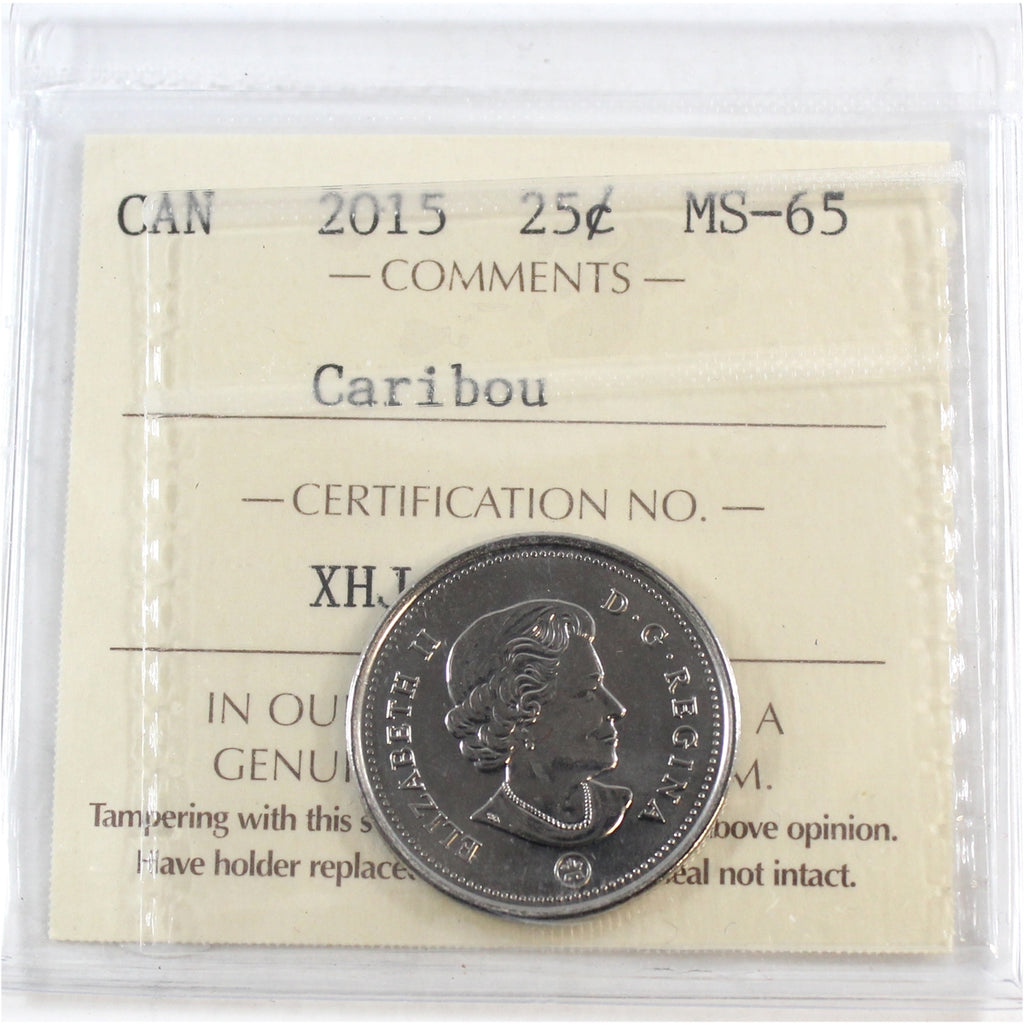 CAN 2015 25¢ MS-65
— COMMENTS —
Caribou
— CERTIFICATION NO. —
XHJ
IN OU A
GENUI M.
Tampering with this s bove opinion.
Have holder replace eal not intact.
ELIZABETH II D·G·REGINA